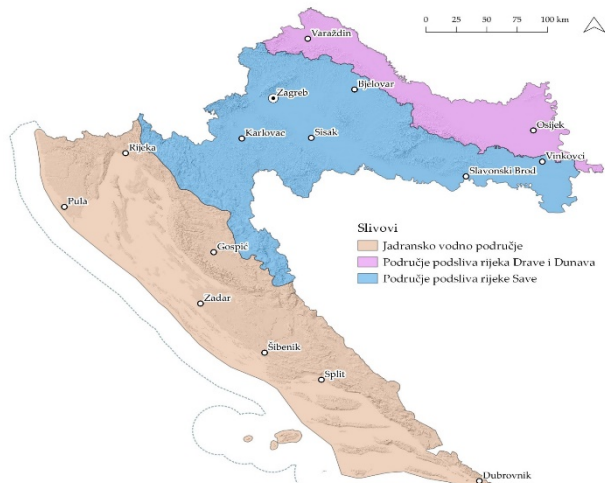 0 25 50 100 km
Varaždin
Bjelovar
Zagreb
Osijek
Karlovac
Sisak
Rijeka
Vinkovci
Slavonski Brod
Pula
Slivovi
Jadransko vodno područje
Gospić
Područje podsliva rijeka Drave i Dunava
Područje podsliva rijeke Save
Zadar
Šibenik
Split
Dubrovnik